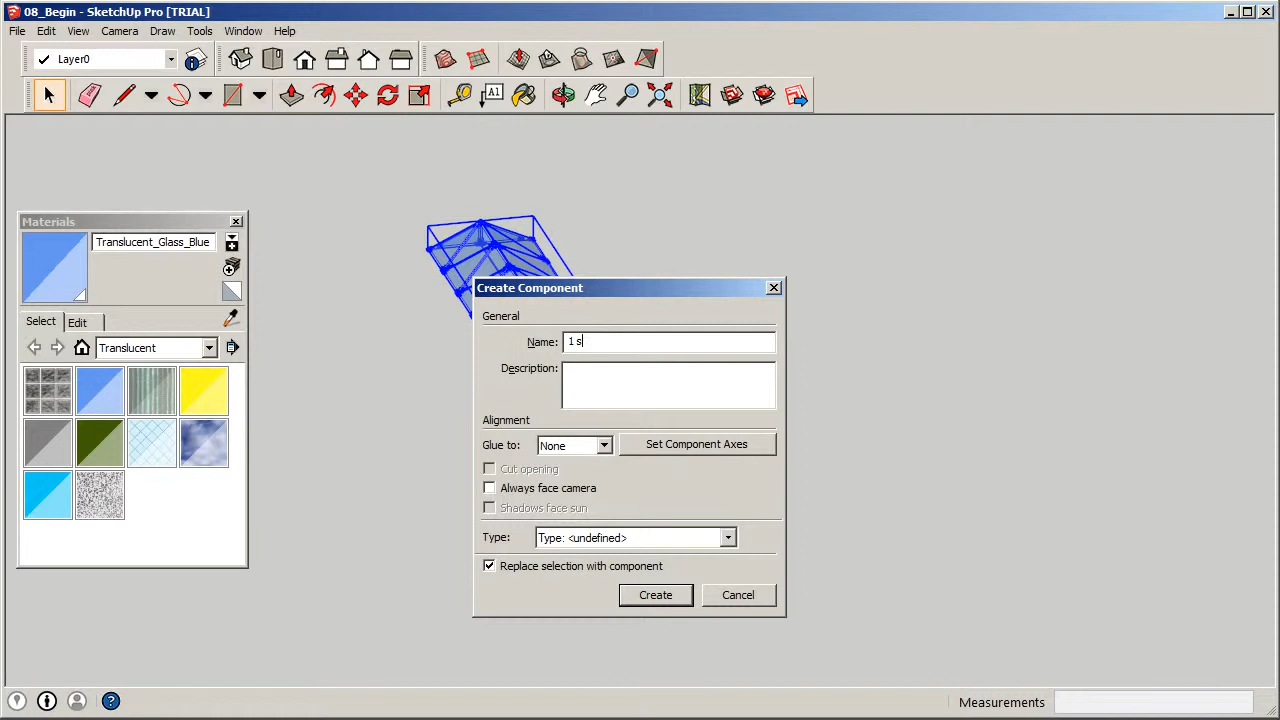 08_Begin - SketchUp Pro [TRIAL]
File Edit View Camera Draw Tools Window Help
Layer0
A1
Materials
Translucent_Glass_Blue
Select Edit
Translucent
Create Component
General
Name: 1 s
Description:
Alignment
Glue to: None Set Component Axes
Cut opening
Always face camera
Shadows face sun
Type: Type: <undefined>
Replace selection with component
Create Cancel
Measurements